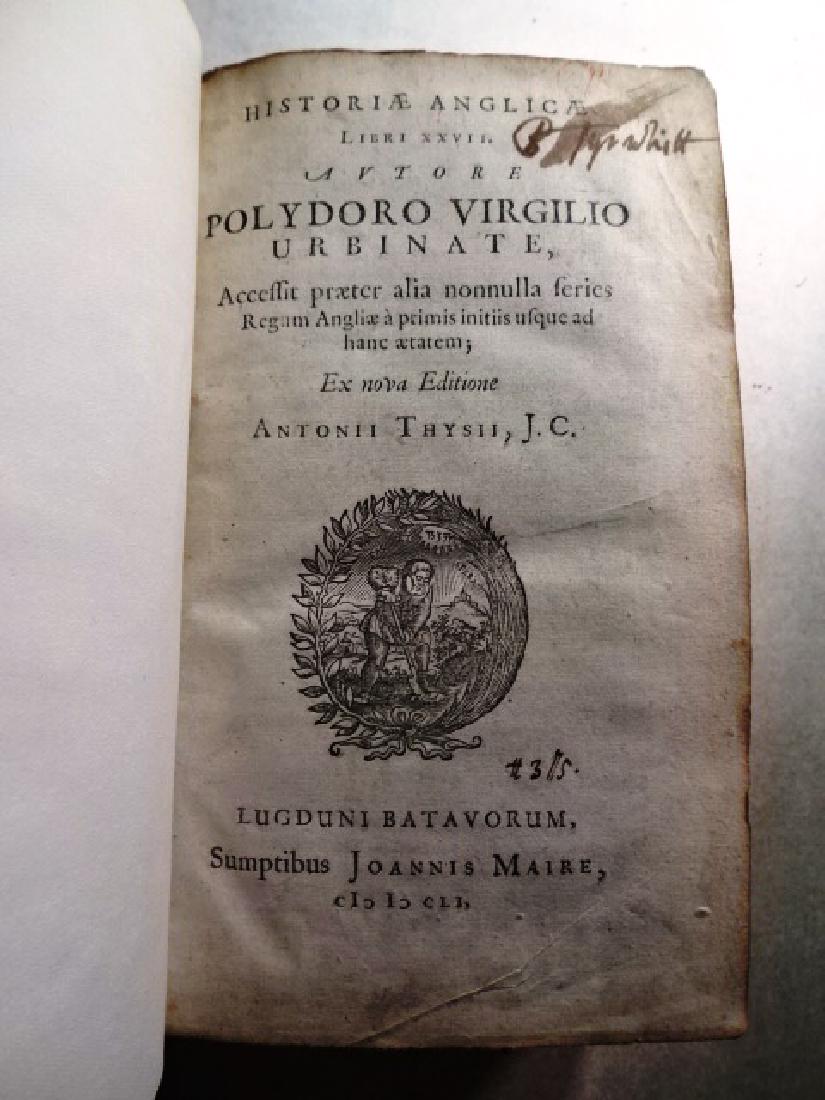 HISTORIÆ ANGLICÆ
LIBRI XXVII.
AVTORE
POLYDORO VIRGILIO
URBINATE,
Accessit præter alia nonnulla series
Regum Angliæ à primis initiis usque ad
hanc ætatem;
Ex nova Editione
ANTONII THYSII, J.C.
LUGDUNI BATAVORUM,
Sumptibus JOANNIS MAIRE,
cIↄ Iↄ CLI.